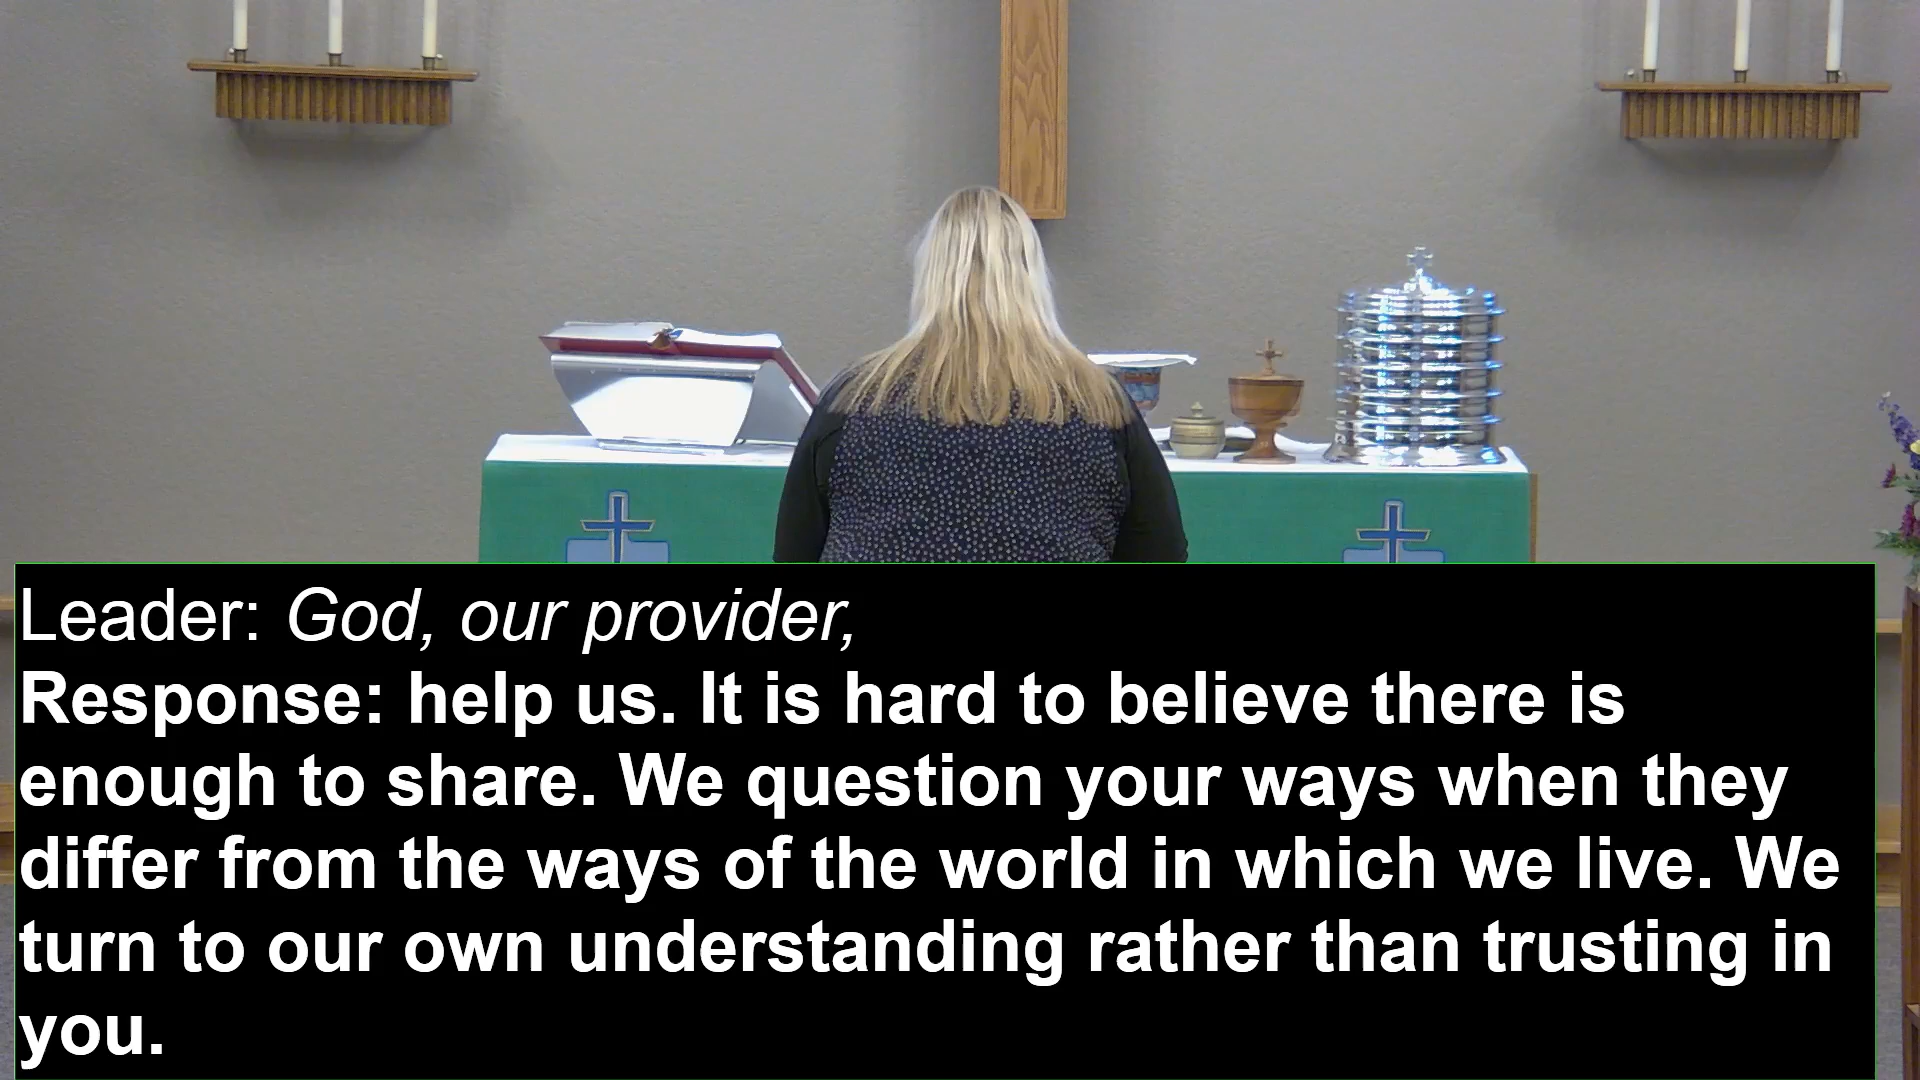 Leader: God, our provider,
Response: help us. It is hard to believe there is
enough to share. We question your ways when they
differ from the ways of the world in which we live. We
turn to our own understanding rather than trusting in
you.